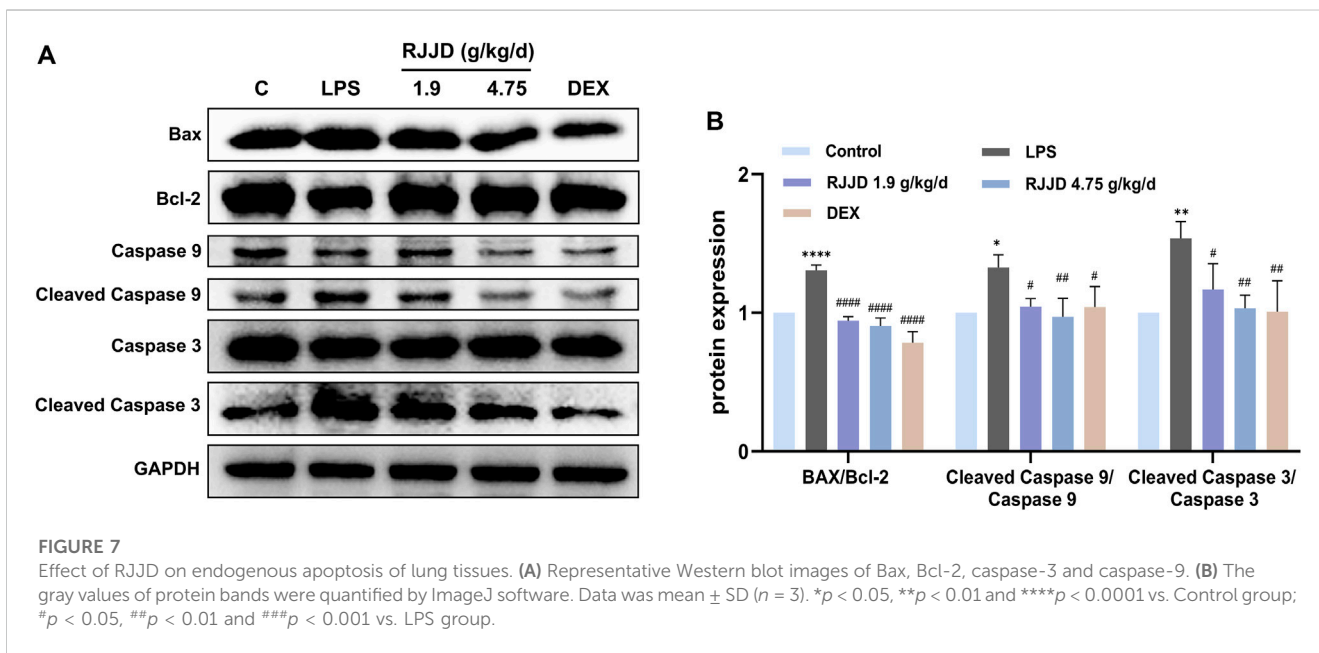 A
RJJD (g/kg/d)
C LPS 1.9 4.75 DEX
Bax
Bcl-2
Caspase 9
Cleaved Caspase 9
Caspase 3
Cleaved Caspase 3
GAPDH
B
Control LPS
RJJD 1.9 g/kg/d RJJD 4.75 g/kg/d
DEX
protein expression
2
1
0
**** #### #### ####
* # ## #
** # ## ##
BAX/Bcl-2 Cleaved Caspase 9/ Cleaved Caspase 3/
Caspase 9 Caspase 3
FIGURE 7
Effect of RJJD on endogenous apoptosis of lung tissues. (A) Representative Western blot images of Bax, Bcl-2, caspase-3 and caspase-9. (B) The
gray values of protein bands were quantified by ImageJ software. Data was mean ± SD (n = 3). *p < 0.05, **p < 0.01 and ****p < 0.0001 vs. Control group;
#p < 0.05, ##p < 0.01 and ###p < 0.001 vs. LPS group.